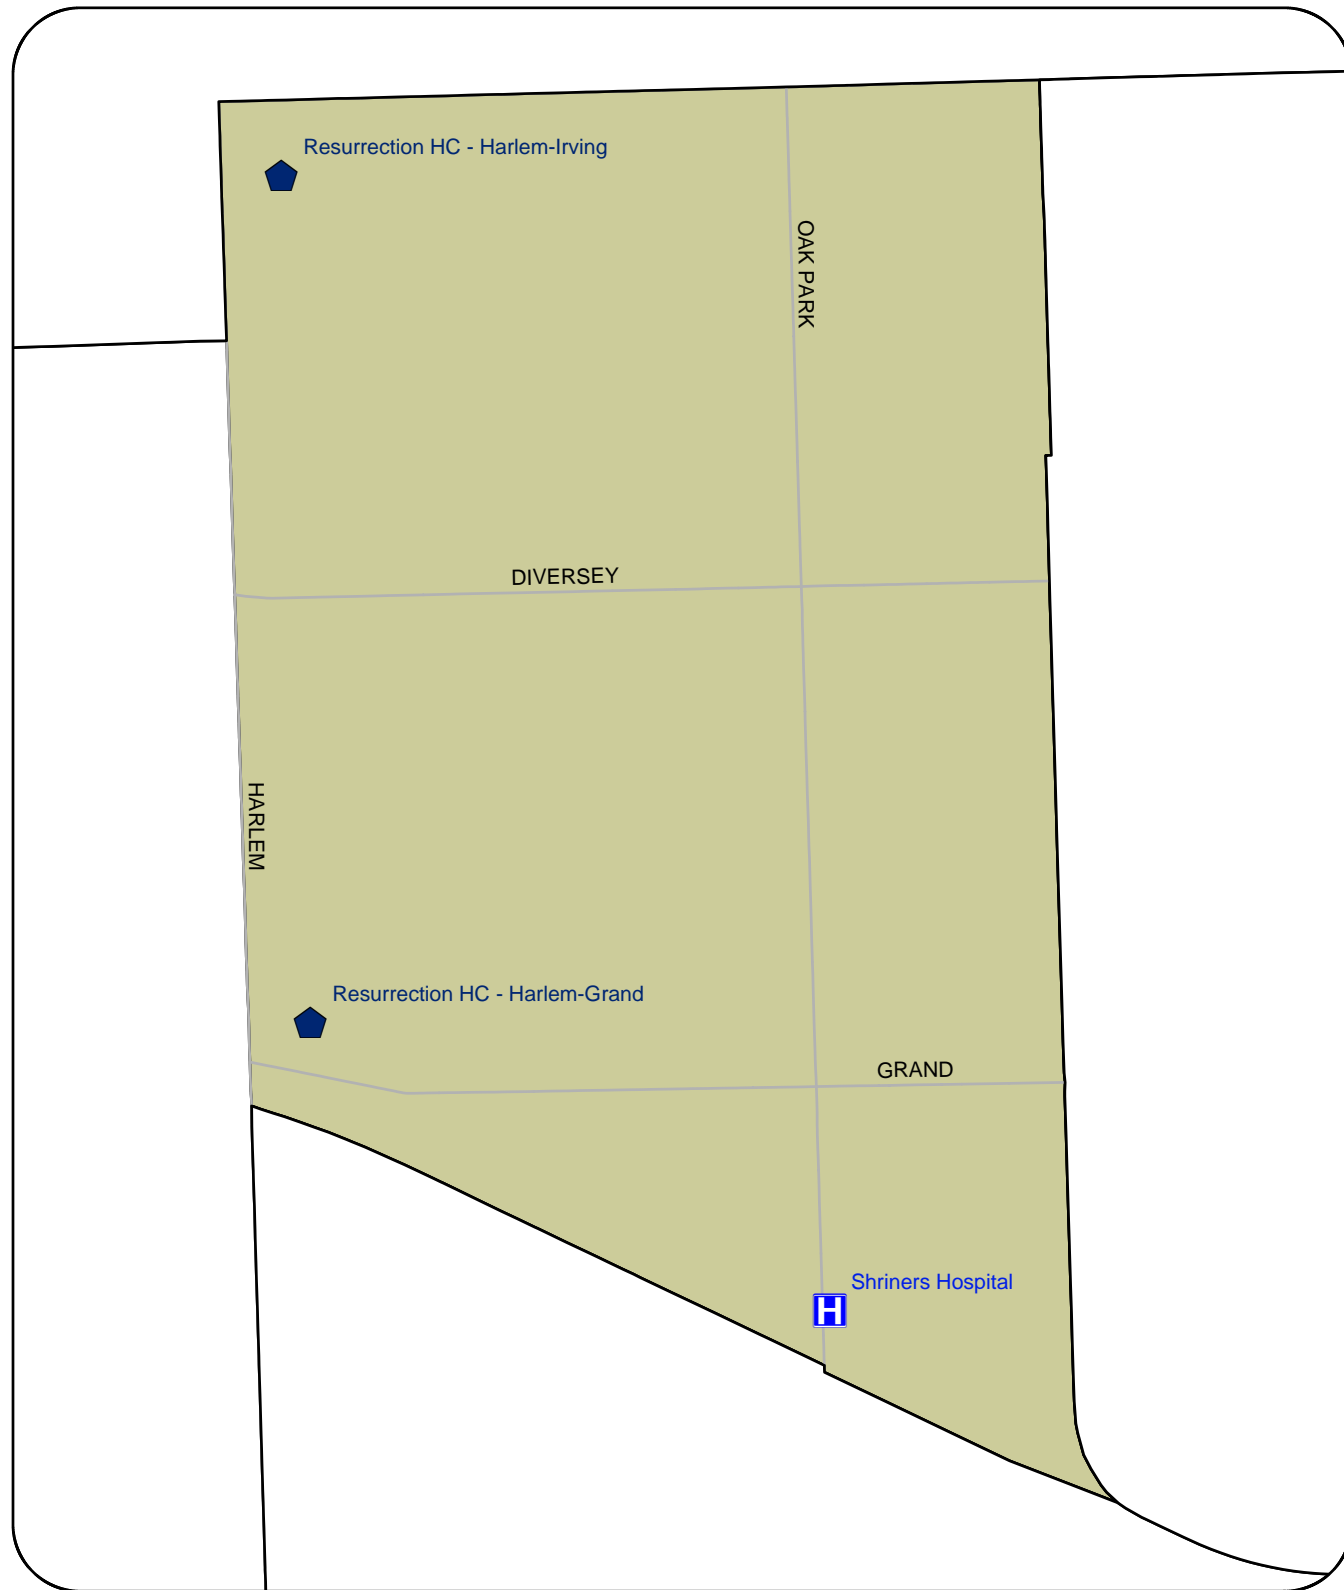 Resurrection HC - Harlem-Irving
OAK PARK
DIVERSEY
HARLEM
Resurrection HC - Harlem-Grand
GRAND
Shriners Hospital
H